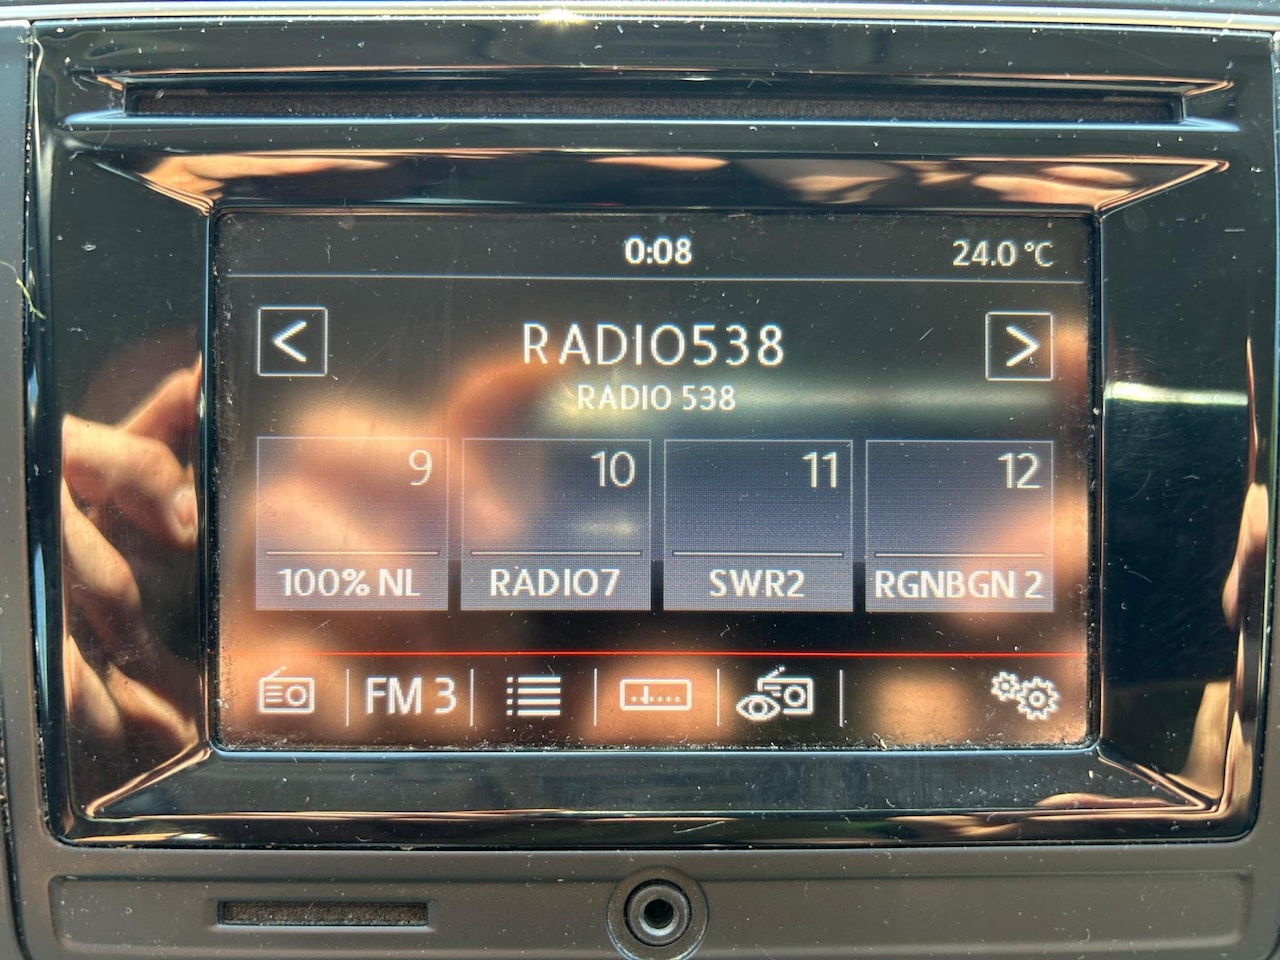 0:08
24.0 °C
< RADIO538 >
RADIO 538
9 10 11 12
100% NL RADIO7 SWR2 RGNBGN 2
FM 3